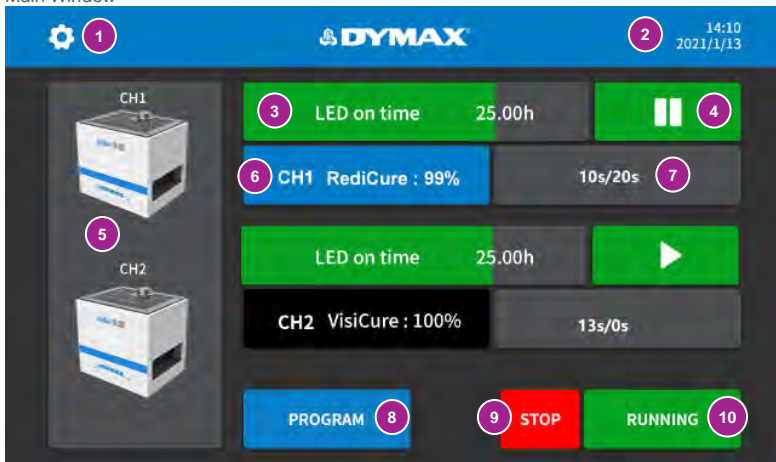 Main Window
1
DYMAX
2
14:10
2021/1/13
CH1
3 LED on time 25.00h
4
6 CH1 RediCure : 99%
10s/20s 7
5
CH2
LED on time 25.00h
CH2 VisiCure : 100%
13s/0s
PROGRAM 8
9 STOP
RUNNING 10